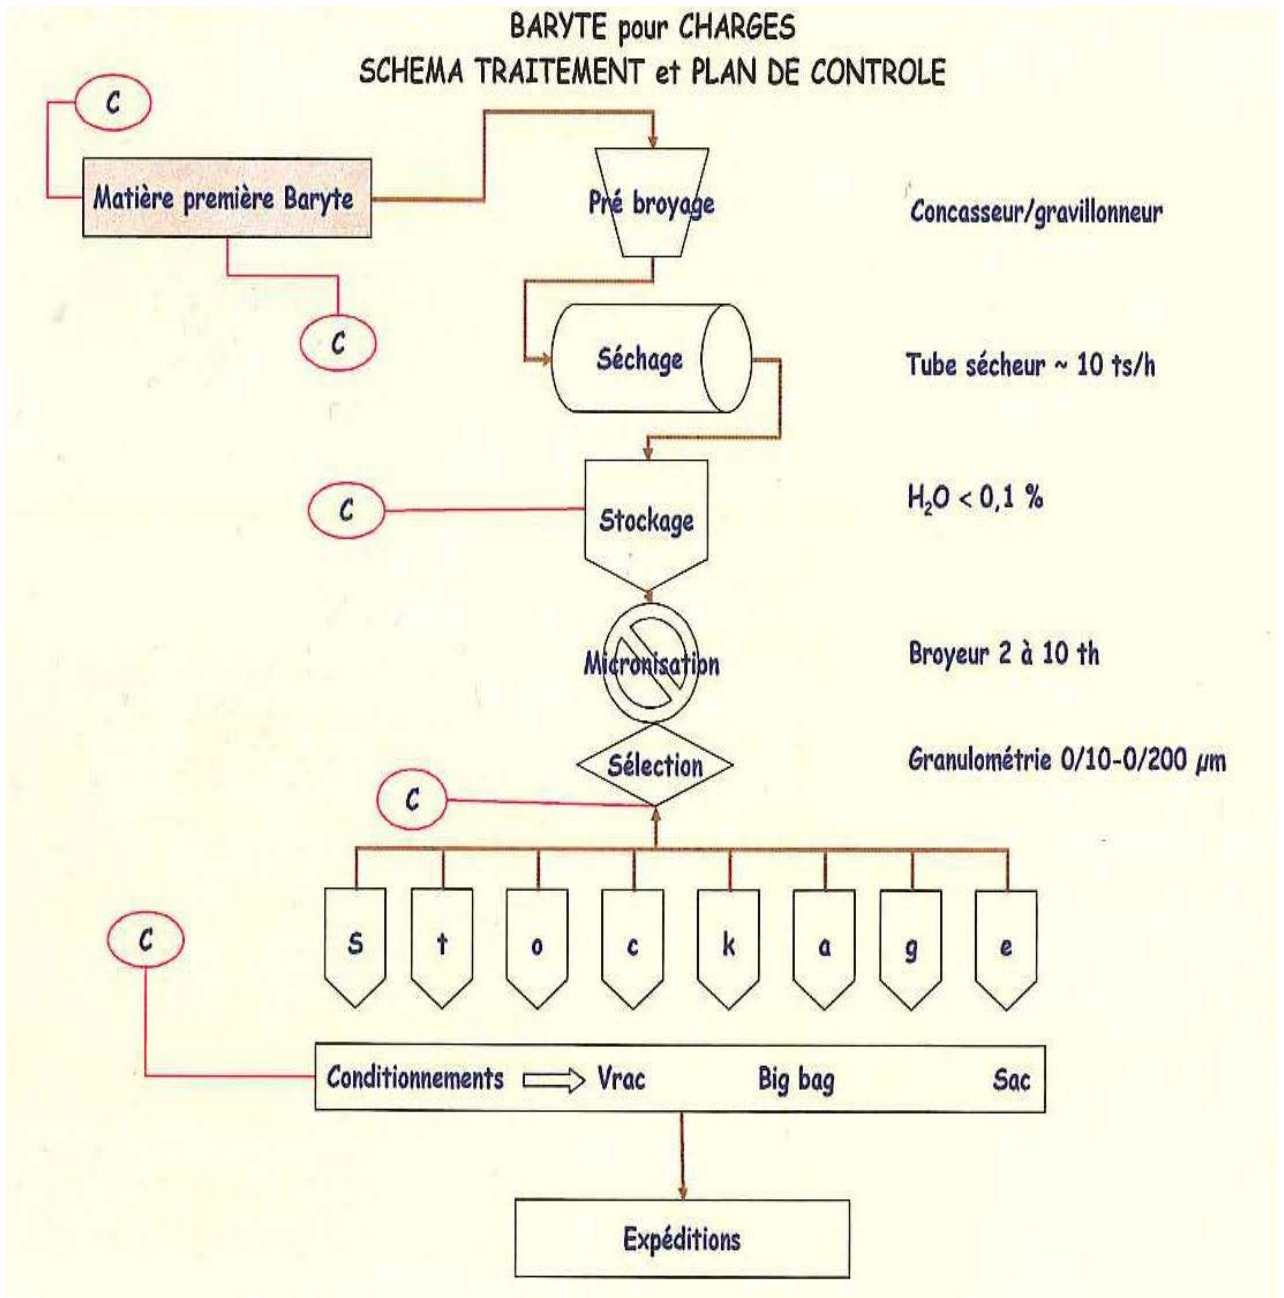 BARYTE pour CHARGES
SCHEMA TRAITEMENT et PLAN DE CONTROLE
C
Matière première Baryte
Pré broyage
Concasseur/gravillonneur
C
Séchage
Tube sécheur ~ 10 ts/h
C
Stockage
H₂O < 0,1 %
Micronisation
Broyeur 2 à 10 th
Sélection
Granulométrie 0/10-0/200 µm
C
C
S t o c k a g e
Conditionnements Vrac Big bag Sac
Expéditions